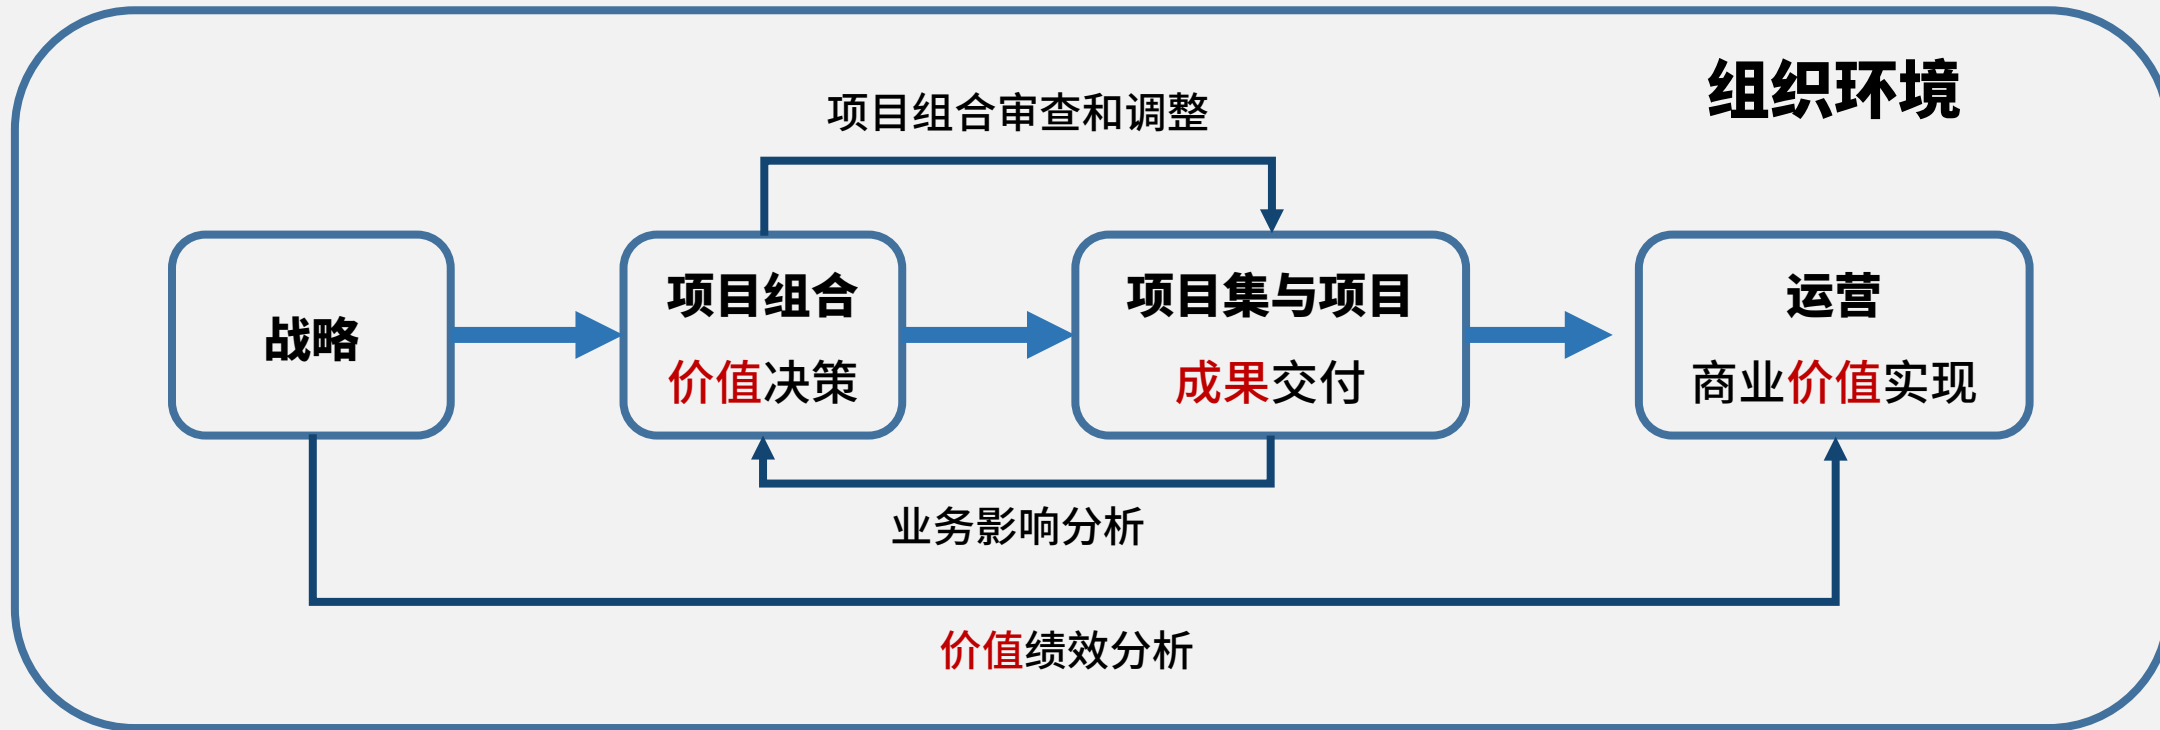 组织环境
项目组合审查和调整
战略
项目组合
价值决策
项目集与项目
成果交付
运营
商业价值实现
业务影响分析
价值绩效分析